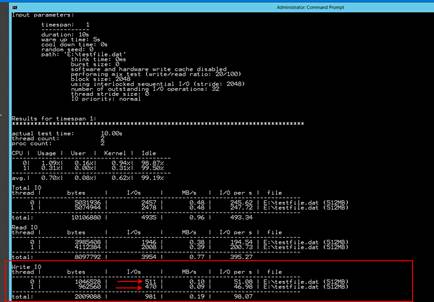 Administrator: Command Prompt
Input parameters:
timespan: 1
duration: 10s
warm up time: 5s
cool down time: 0s
random seed: 0
path: 'E:\testfile.dat'
think time: 0ms
burst size: 0
software and hardware write cache disabled
performing mix test (write/read ratio: 20/100)
block size: 2048
using interlocked sequential I/O (stride: 2048)
number of outstanding I/O operations: 32
thread stride size: 0
IO priority: normal
Results for timespan 1:
actual test time: 10.00s
thread count: 2
proc count: 2
CPU | Usage | User | Kernel | Idle
0| 1.09%| 0.16%| 0.94%| 98.87%
1| 0.31%| 0.00%| 0.31%| 99.50%
avg.| 0.70%| 0.08%| 0.62%| 99.19%
Total IO
thread | bytes | I/Os | MB/s | I/O per s | file
0 | 5031936 | 2457 | 0.48 | 245.62 | E:\testfile.dat (512MB)
1 | 5074944 | 2478 | 0.48 | 247.72 | E:\testfile.dat (512MB)
total: 10106880 | 4935 | 0.96 | 493.34
Read IO
thread | bytes | I/Os | MB/s | I/O per s | file
0 | 3985408 | 1946 | 0.38 | 194.54 | E:\testfile.dat (512MB)
1 | 4112384 | 2008 | 0.39 | 200.73 | E:\testfile.dat (512MB)
total: 8097792 | 3954 | 0.77 | 395.27
Write IO
thread | bytes | I/Os | MB/s | I/O per s | file
0 | 1046528 | 511 | 0.10 | 51.08 | E:\testfile.dat (512MB)
1 | 962560 | 470 | 0.09 | 46.98 | E:\testfile.dat (512MB)
total: 2009088 | 981 | 0.19 | 98.07